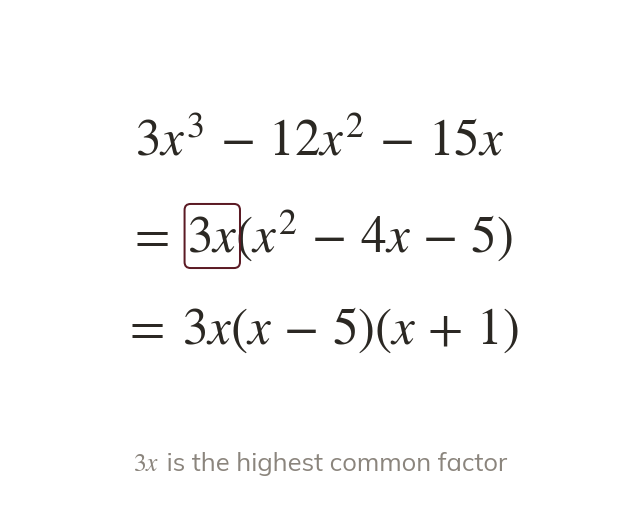 3x³ − 12x² − 15x
= 3x(x² − 4x − 5)
= 3x(x − 5)(x + 1)
3x is the highest common factor